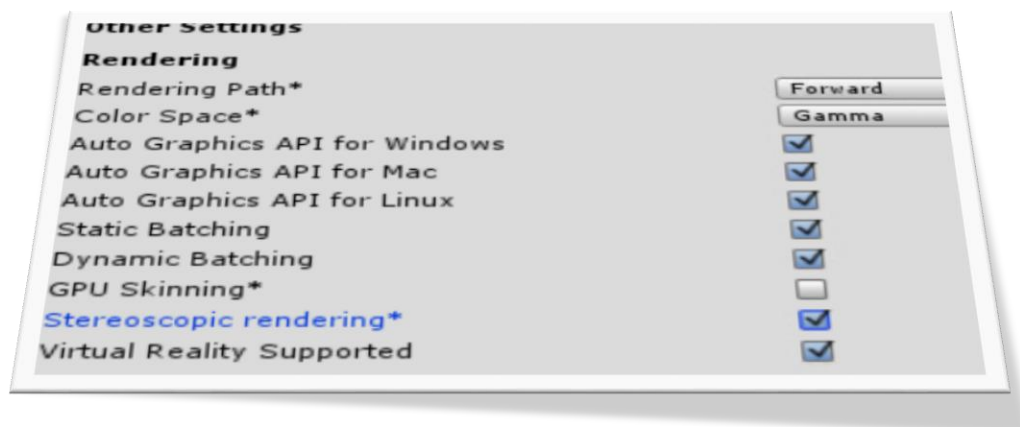 Other Settings
Rendering
Rendering Path* Forward
Color Space* Gamma
Auto Graphics API for Windows
Auto Graphics API for Mac
Auto Graphics API for Linux
Static Batching
Dynamic Batching
GPU Skinning*
Stereoscopic rendering*
Virtual Reality Supported